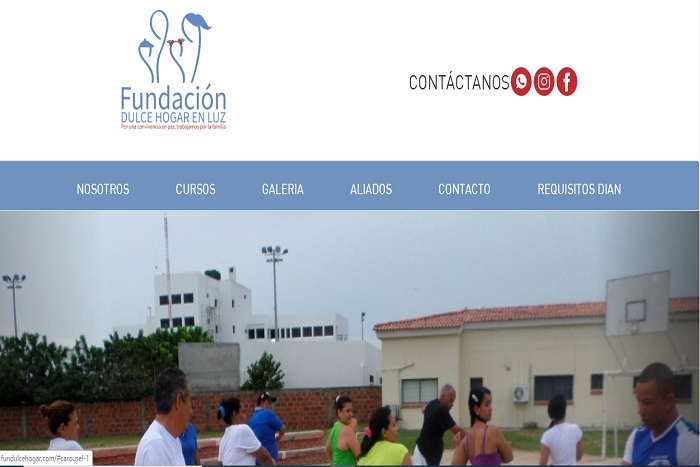 Fundación
DULCE HOGAR EN LUZ
Por una convivencia en paz, trabajamos por la familia
CONTÁCTANOS
NOSOTROS CURSOS GALERIA ALIADOS CONTACTO REQUISITOS DIAN
fundulcehogar.com/#carousel-1